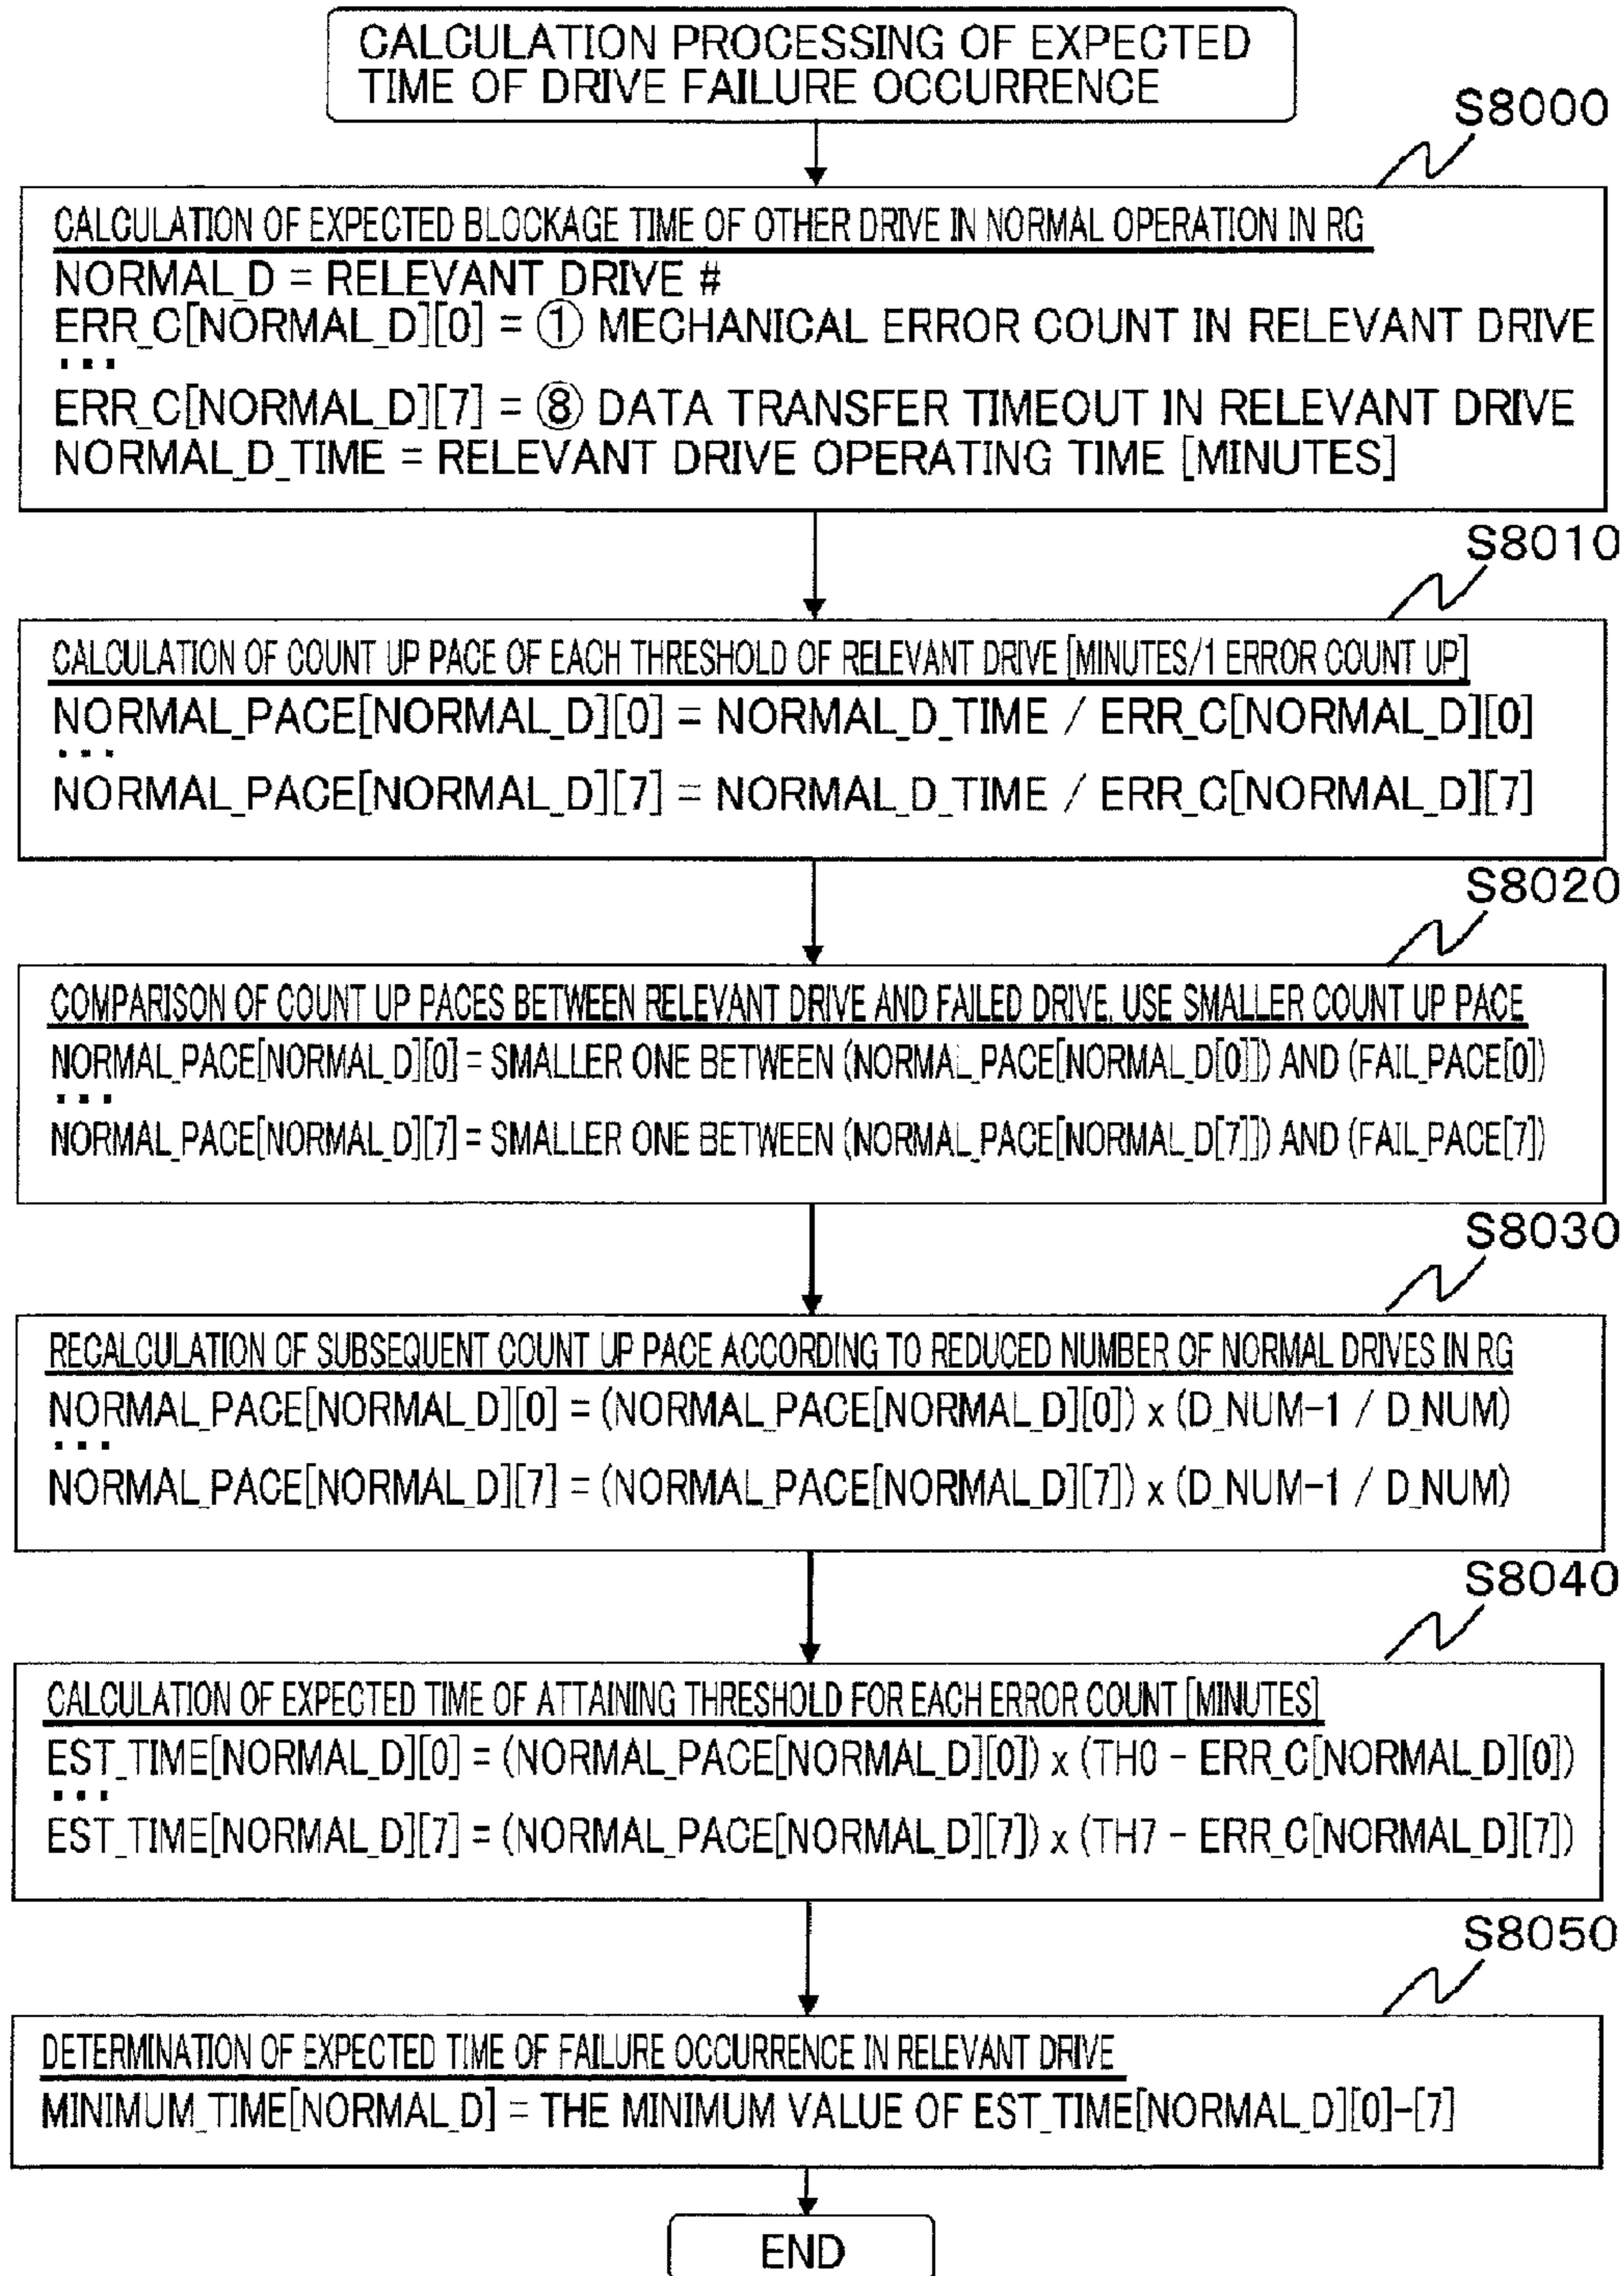 CALCULATION PROCESSING OF EXPECTED
TIME OF DRIVE FAILURE OCCURRENCE
S8000
CALCULATION OF EXPECTED BLOCKAGE TIME OF OTHER DRIVE IN NORMAL OPERATION IN RG
NORMAL_D = RELEVANT DRIVE #
ERR_C[NORMAL_D][0] = ① MECHANICAL ERROR COUNT IN RELEVANT DRIVE
...
ERR_C[NORMAL_D][7] = ⑧ DATA TRANSFER TIMEOUT IN RELEVANT DRIVE
NORMAL_D_TIME = RELEVANT DRIVE OPERATING TIME [MINUTES]
S8010
CALCULATION OF COUNT UP PACE OF EACH THRESHOLD OF RELEVANT DRIVE [MINUTES/1 ERROR COUNT UP]
NORMAL_PACE[NORMAL_D][0] = NORMAL_D_TIME / ERR_C[NORMAL_D][0]
...
NORMAL_PACE[NORMAL_D][7] = NORMAL_D_TIME / ERR_C[NORMAL_D][7]
S8020
COMPARISON OF COUNT UP PACES BETWEEN RELEVANT DRIVE AND FAILED DRIVE. USE SMALLER COUNT UP PACE
NORMAL_PACE[NORMAL_D][0] = SMALLER ONE BETWEEN (NORMAL_PACE[NORMAL_D[0]]) AND (FAIL_PACE[0])
...
NORMAL_PACE[NORMAL_D][7] = SMALLER ONE BETWEEN (NORMAL_PACE[NORMAL_D[7]]) AND (FAIL_PACE[7])
S8030
RECALCULATION OF SUBSEQUENT COUNT UP PACE ACCORDING TO REDUCED NUMBER OF NORMAL DRIVES IN RG
NORMAL_PACE[NORMAL_D][0] = (NORMAL_PACE[NORMAL_D][0]) x (D_NUM-1 / D_NUM)
...
NORMAL_PACE[NORMAL_D][7] = (NORMAL_PACE[NORMAL_D][7]) x (D_NUM-1 / D_NUM)
S8040
CALCULATION OF EXPECTED TIME OF ATTAINING THRESHOLD FOR EACH ERROR COUNT [MINUTES]
EST_TIME[NORMAL_D][0] = (NORMAL_PACE[NORMAL_D][0]) x (TH0 - ERR_C[NORMAL_D][0])
...
EST_TIME[NORMAL_D][7] = (NORMAL_PACE[NORMAL_D][7]) x (TH7 - ERR_C[NORMAL_D][7])
S8050
DETERMINATION OF EXPECTED TIME OF FAILURE OCCURRENCE IN RELEVANT DRIVE
MINIMUM_TIME[NORMAL_D] = THE MINIMUM VALUE OF EST_TIME[NORMAL_D][0]-[7]
END